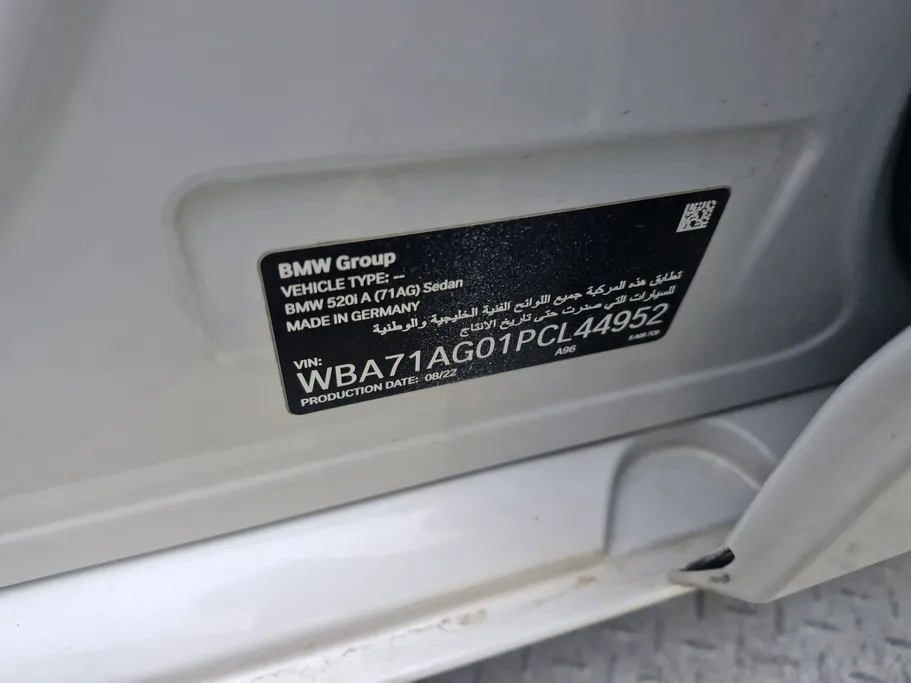 BMW Group
VEHICLE TYPE: --
BMW 520i A (71AG) Sedan
MADE IN GERMANY
تطابق هذه المركبة جميع اللوائح الفنية الخليجية والوطنية
للسيارات التي صدرت حتى تاريخ الانتاج
VIN:
WBA71AG01PCL44952
PRODUCTION DATE: 08/22
A96